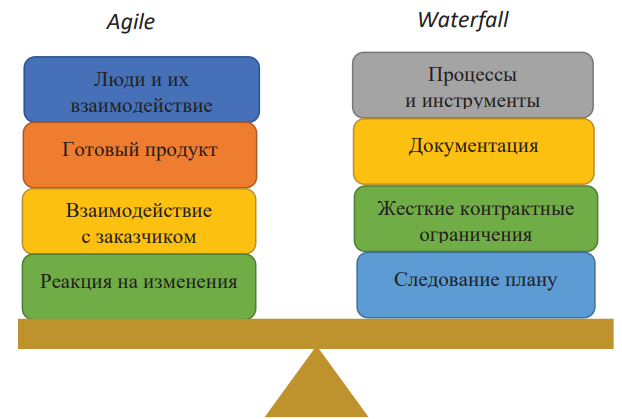 Agile
Waterfall
Люди и их
взаимодействие
Готовый продукт
Взаимодействие
с заказчиком
Реакция на изменения
Процессы
и инструменты
Документация
Жесткие контрактные
ограничения
Следование плану